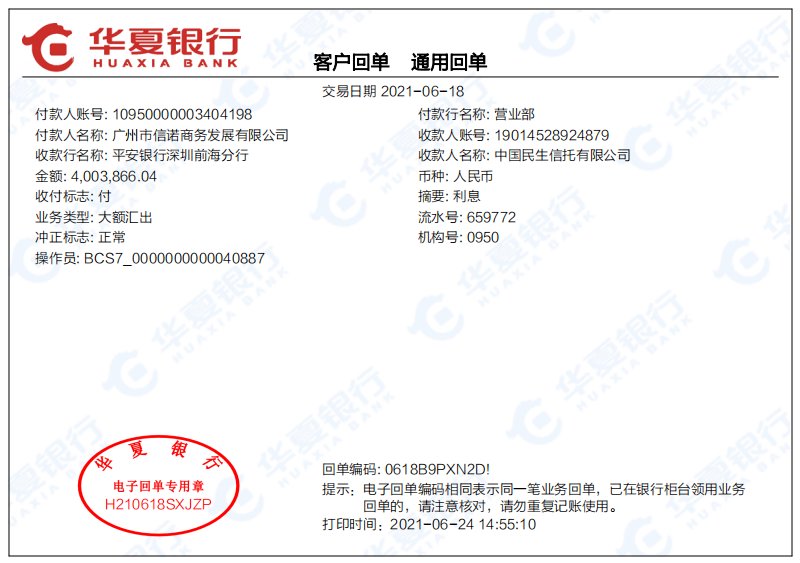 华夏银行
HUAXIA BANK
客户回单 通用回单
交易日期 2021-06-18
付款人账号: 10950000003404198 付款行名称: 营业部
付款人名称: 广州市信诺商务发展有限公司 收款人账号: 19014528924879
收款行名称: 平安银行深圳前海分行 收款人名称: 中国民生信托有限公司
金额: 4,003,866.04 币种: 人民币
收付标志: 付 摘要: 利息
业务类型: 大额汇出 流水号: 659772
冲正标志: 正常 机构号: 0950
操作员: BCS7_0000000000040887
华夏银行
电子回单专用章
H210618SXJZP
回单编码: 0618B9PXN2D!
提示: 电子回单编码相同表示同一笔业务回单, 已在银行柜台领用业务
回单的, 请注意核对, 请勿重复记账使用。
打印时间: 2021-06-24 14:55:10